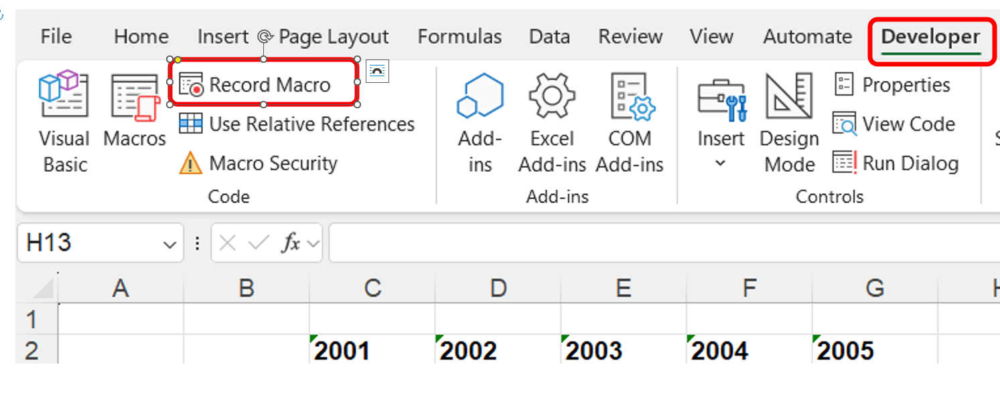 File Home Insert Page Layout Formulas Data Review View Automate Developer
Record Macro
Use Relative References
Macro Security
Visual Basic
Macros
Code
Add-ins
Excel Add-ins
COM Add-ins
Add-ins
Insert
Design Mode
Properties
View Code
Run Dialog
Controls
H13 fx
A B C D E F G
1
2 2001 2002 2003 2004 2005